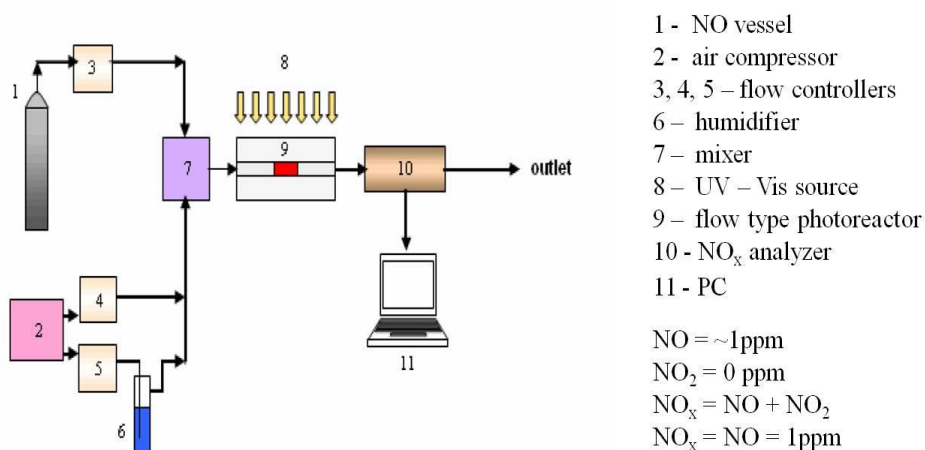 1
3
8
9
7
10
outlet
2
4
5
6
11
1 - NO vessel
2 - air compressor
3, 4, 5 – flow controllers
6 – humidifier
7 – mixer
8 – UV – Vis source
9 – flow type photoreactor
10 - NOx analyzer
11 - PC
NO = ~1ppm
NO2 = 0 ppm
NOx = NO + NO2
NOx = NO = 1ppm